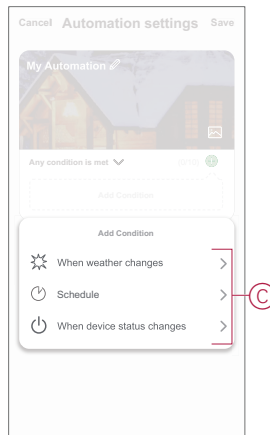 Cancel Automation settings Save
My Automation
Any condition is met
Add Condition
Add Condition
When weather changes
Schedule
When device status changes
C